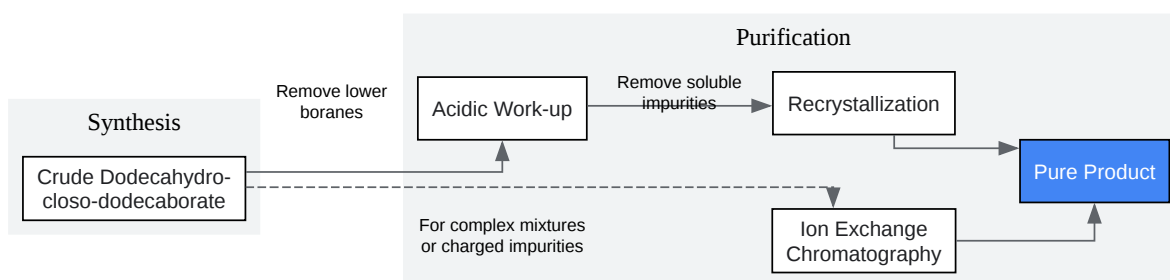 Synthesis
Crude Dodecahydro-
closo-dodecaborate
Remove lower
boranes
Purification
Acidic Work-up
Remove soluble
impurities
Recrystallization
Pure Product
For complex mixtures
or charged impurities
Ion Exchange
Chromatography